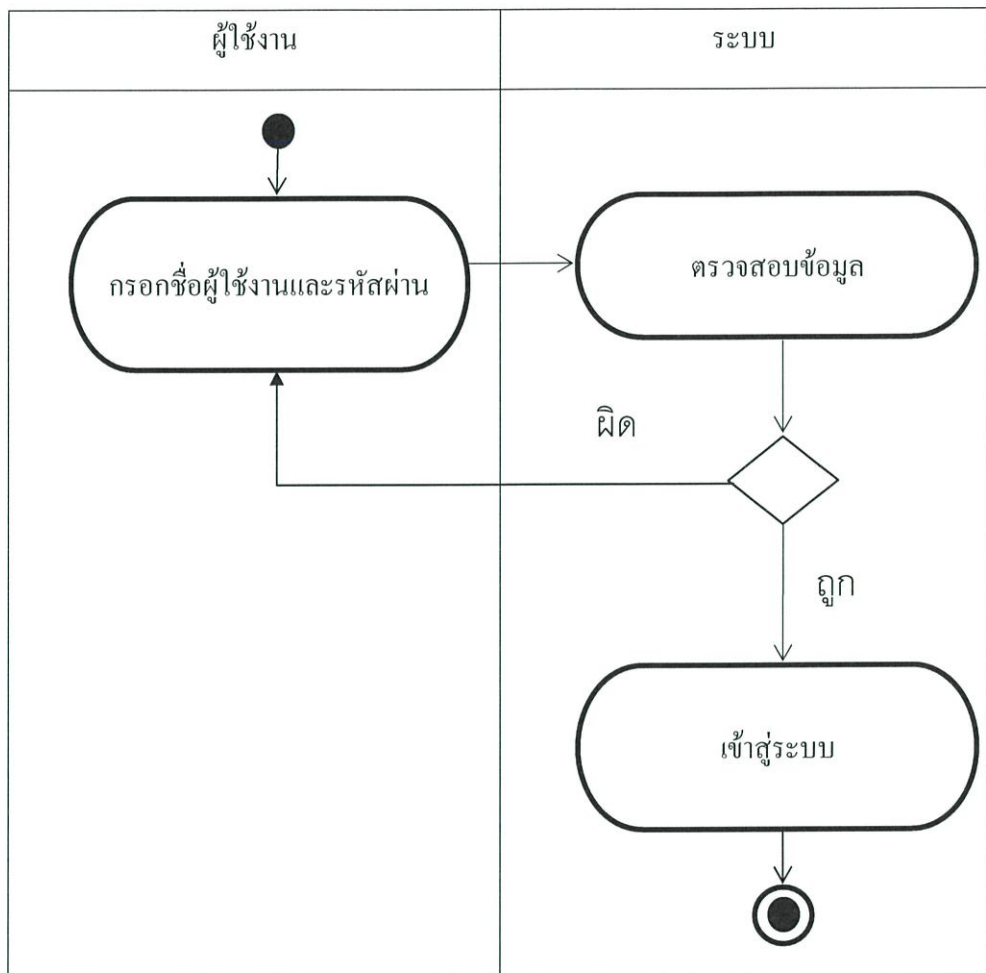 ผู้ใช้งาน
ระบบ
กรอกชื่อผู้ใช้งานและรหัสผ่าน
ตรวจสอบข้อมูล
ผิด
ถูก
เข้าสู่ระบบ